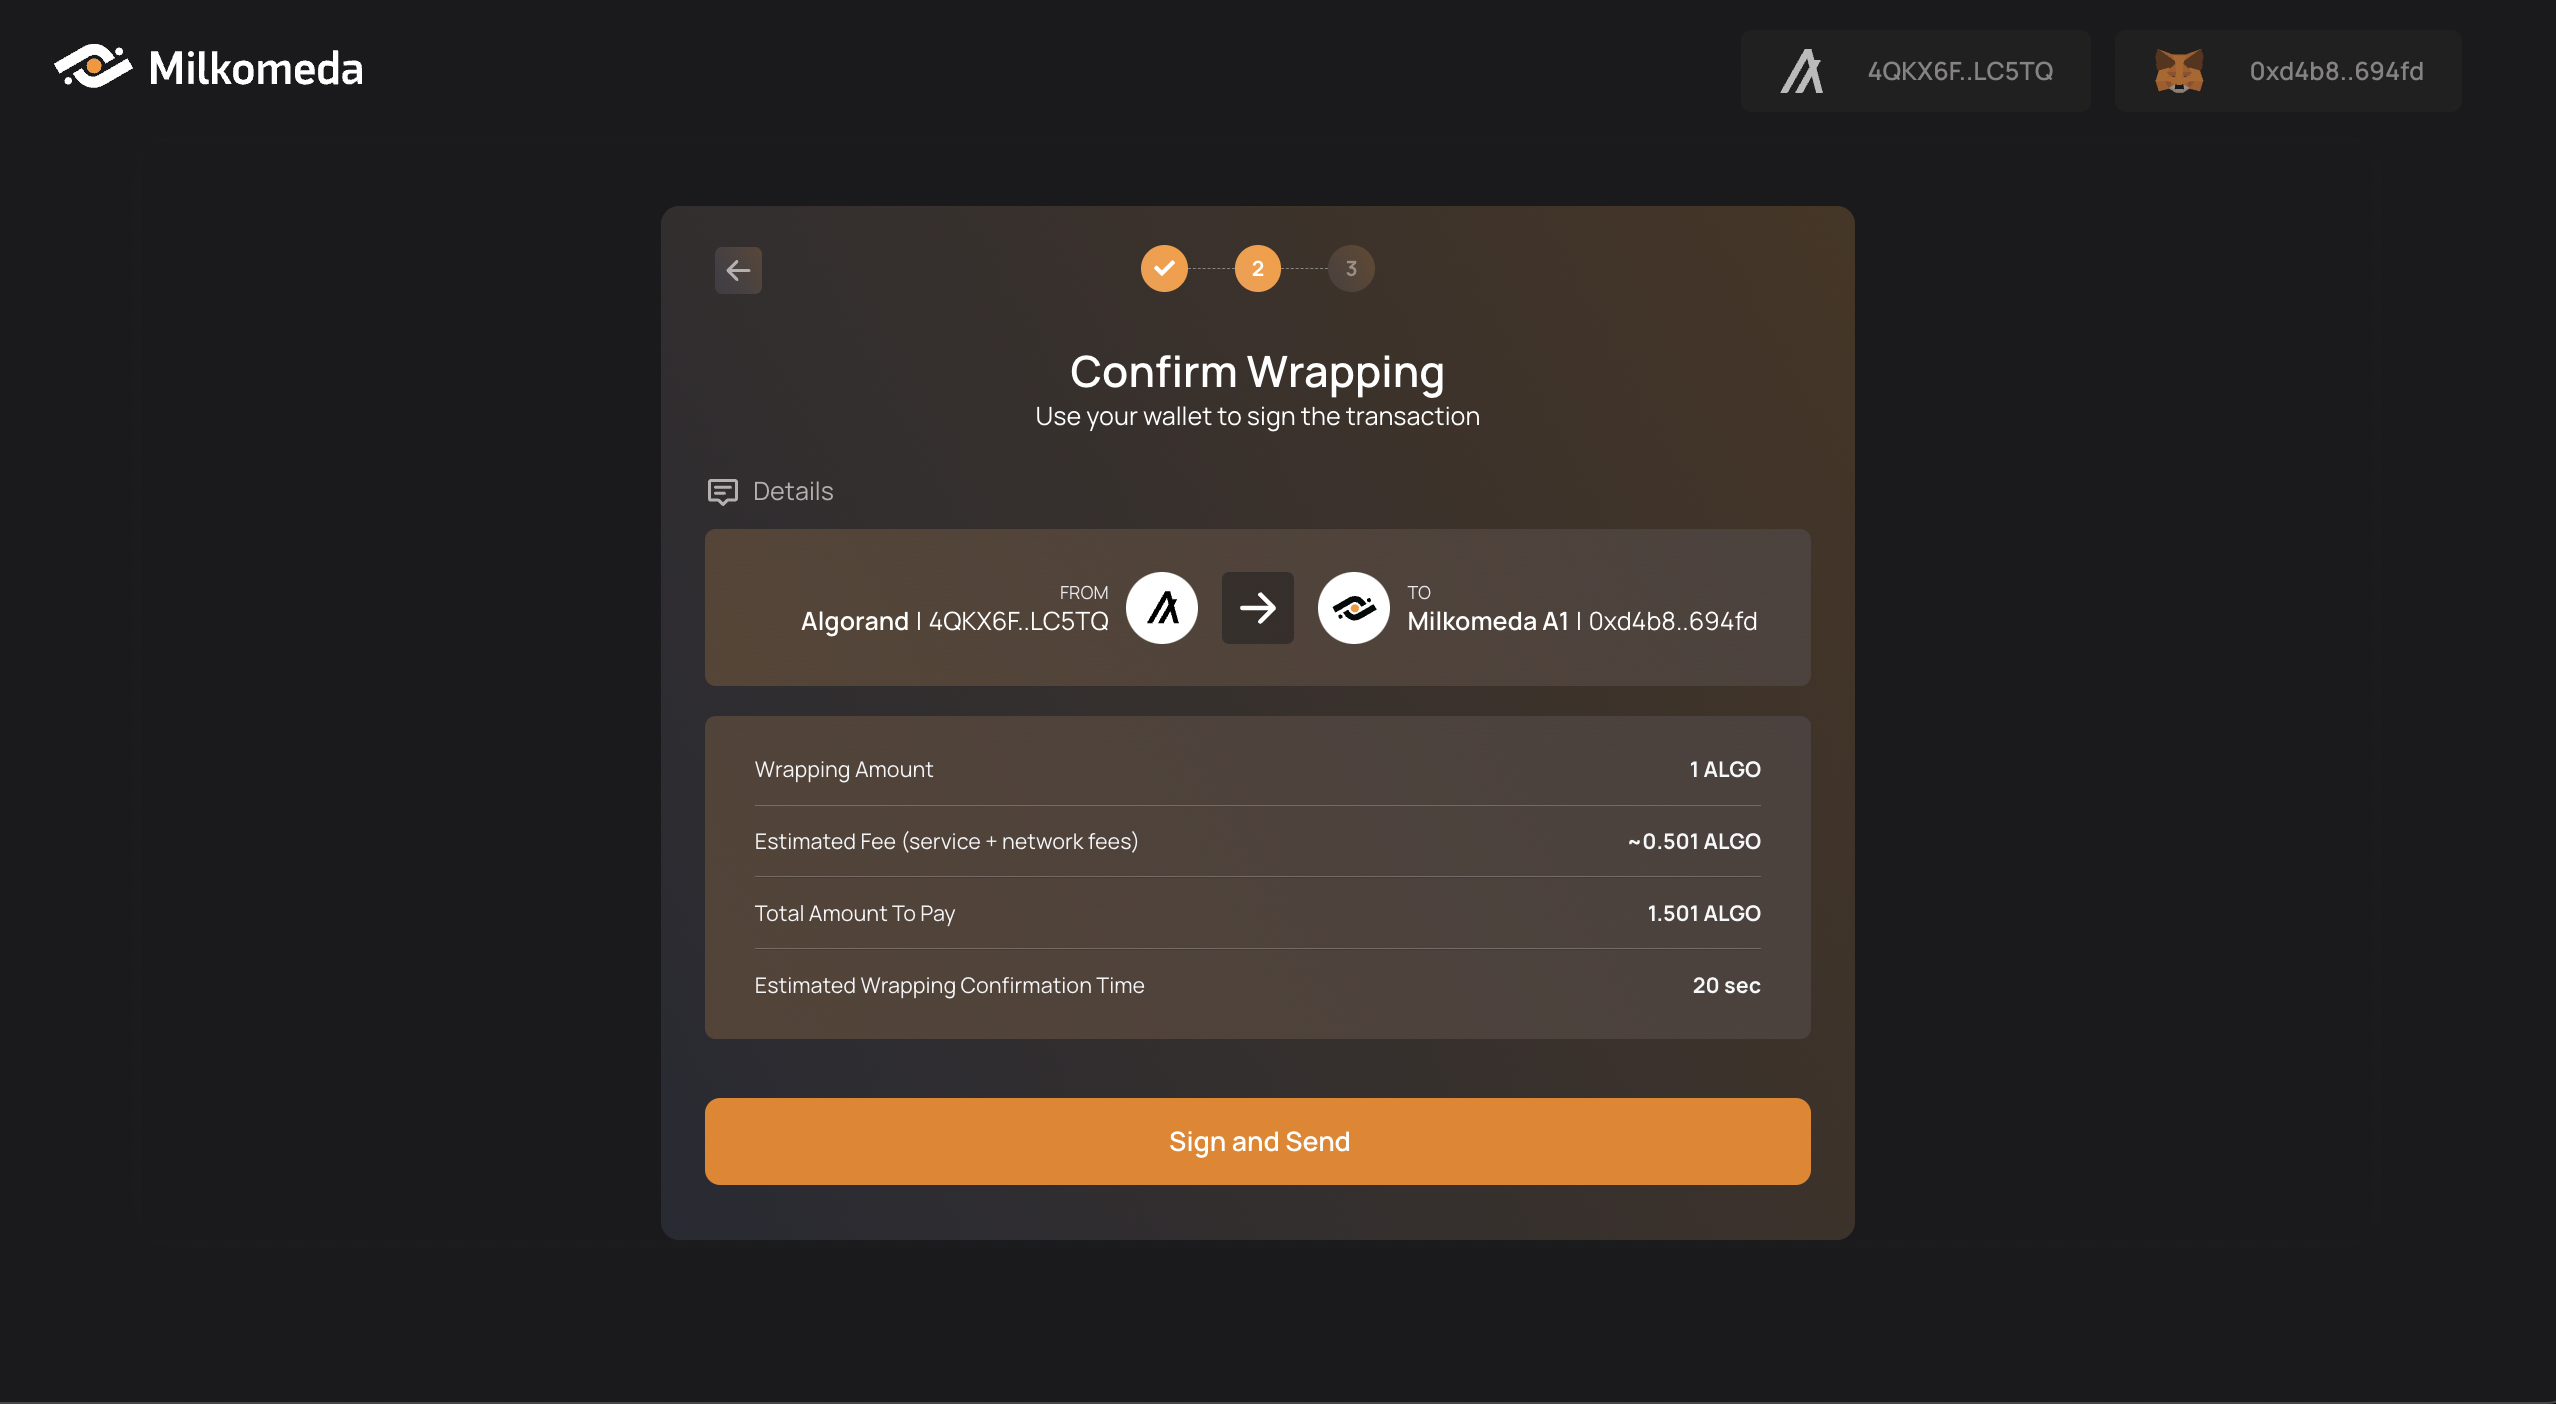 Milkomeda
4QKX6F..LC5TQ
0xd4b8..694fd
2
3
Confirm Wrapping
Use your wallet to sign the transaction
Details
FROM
Algorand | 4QKX6F..LC5TQ
TO
Milkomeda A1 | 0xd4b8..694fd
Wrapping Amount 1 ALGO
Estimated Fee (service + network fees) ~0.501 ALGO
Total Amount To Pay 1.501 ALGO
Estimated Wrapping Confirmation Time 20 sec
Sign and Send